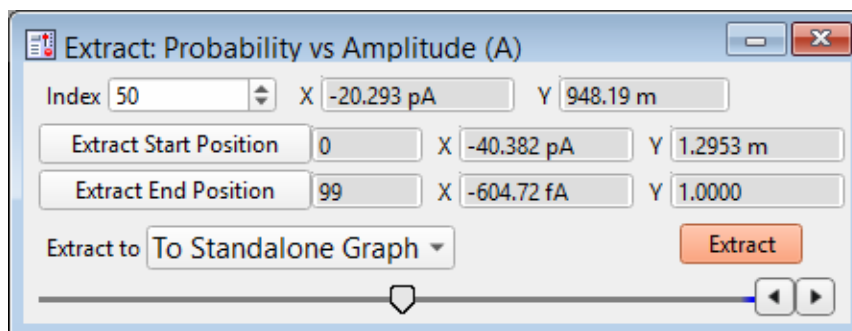 Extract: Probability vs Amplitude (A)
Index 50 X -20.293 pA Y 948.19 m
Extract Start Position 0 X -40.382 pA Y 1.2953 m
Extract End Position 99 X -604.72 fA Y 1.0000
Extract to To Standalone Graph Extract